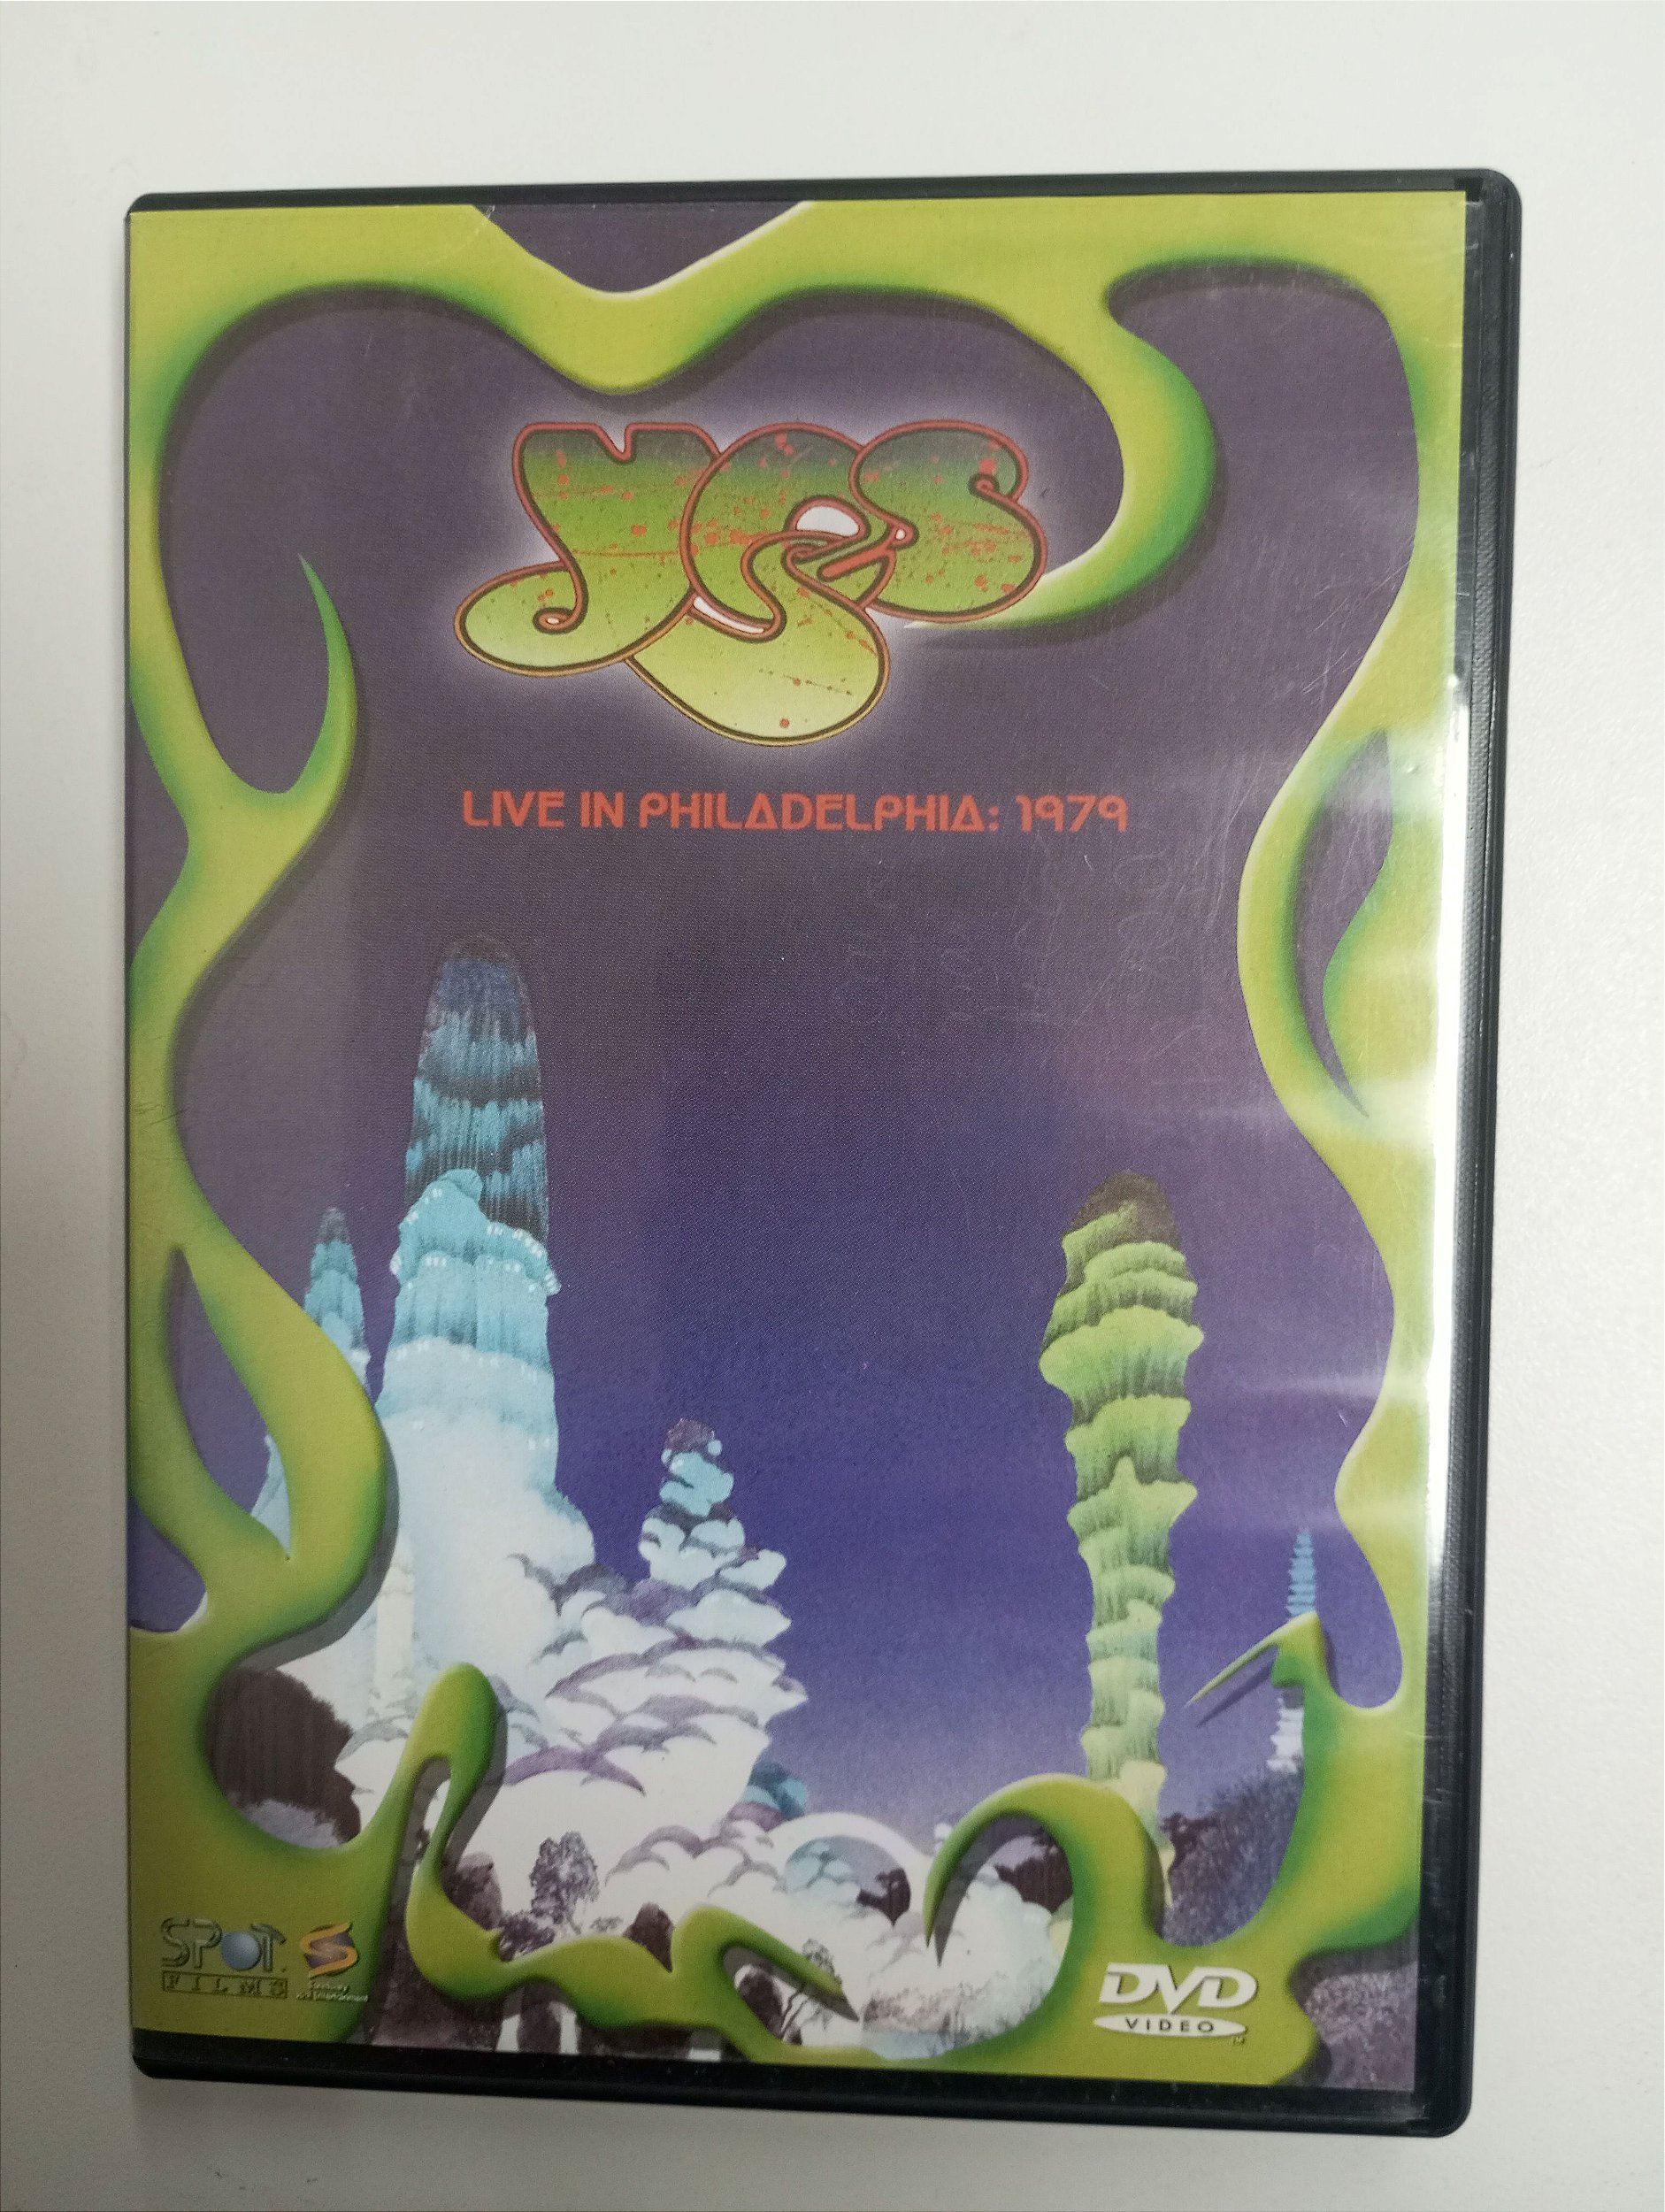 YES
LIVE IN PHILADELPHIA: 1979
SPOT
FILMS
DVD
VIDEO